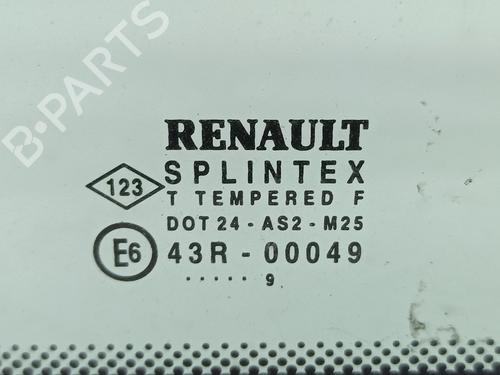 B-PARTS
RENAULT
SPLINTEX
123
T TEMPERED F
DOT 24 - AS2 - M25
E6 43R - 00049
..... 9